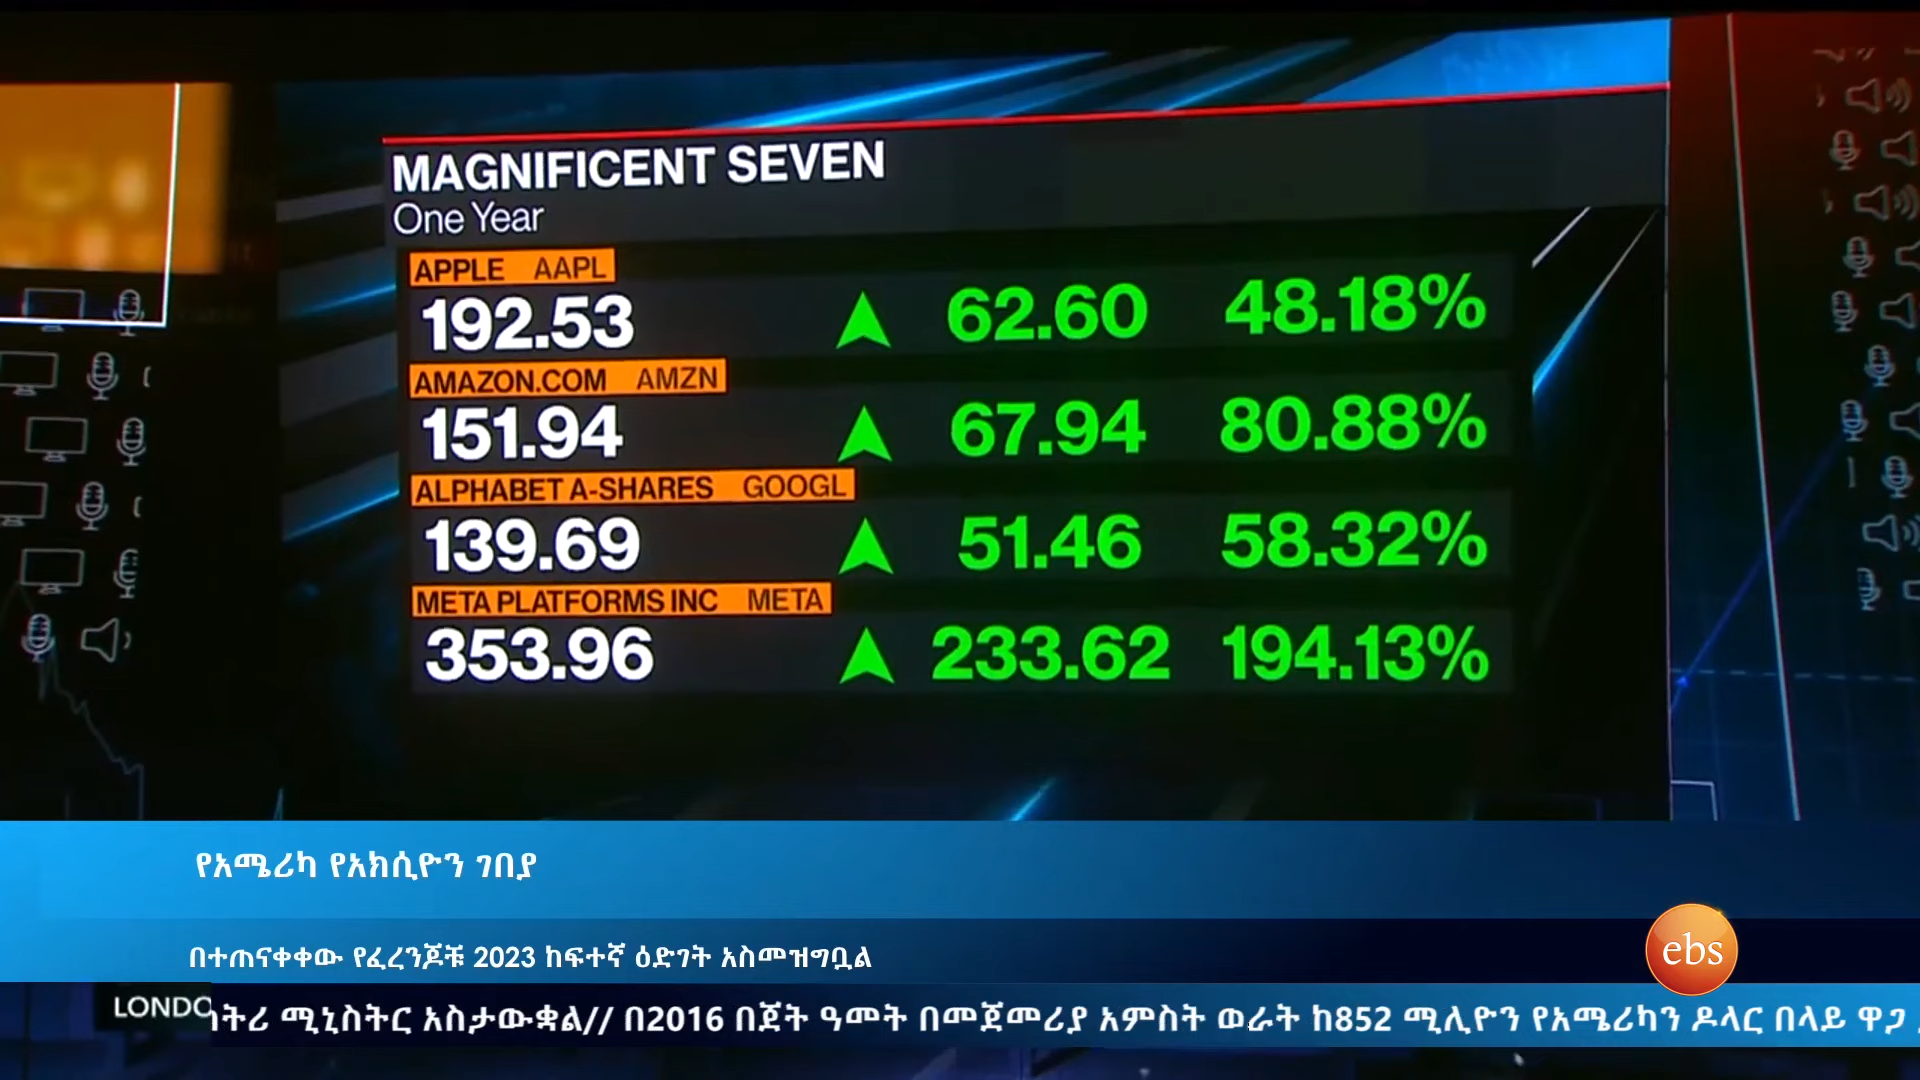 MAGNIFICENT SEVEN
One Year
APPLE AAPL
192.53 62.60 48.18%
AMAZON.COM AMZN
151.94 67.94 80.88%
ALPHABET A-SHARES GOOGL
139.69 51.46 58.32%
META PLATFORMS INC META
353.96 233.62 194.13%
የአሜሪካ የአክሲዮን ገበያ
በተጠናቀቀው የፈረንጆቹ 2023 ከፍተኛ ዕድገት አስመዝግቧል
ebs
LONDO
ሚኒስትር አስታውቋል// በ2016 በጀት ዓመት በመጀመሪያ አምስት ወራት ከ852 ሚሊዮን የአሜሪካን ዶላር በላይ ዋጋ